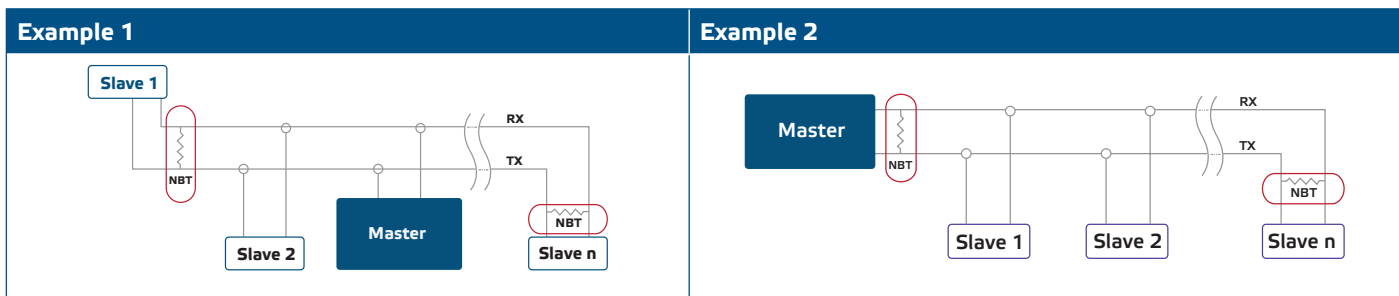 Example 1
Slave 1
RX
TX
NBT
NBT
Master
Slave 2
Slave n
Example 2
Master
RX
TX
NBT
NBT
Slave 1
Slave 2
Slave n